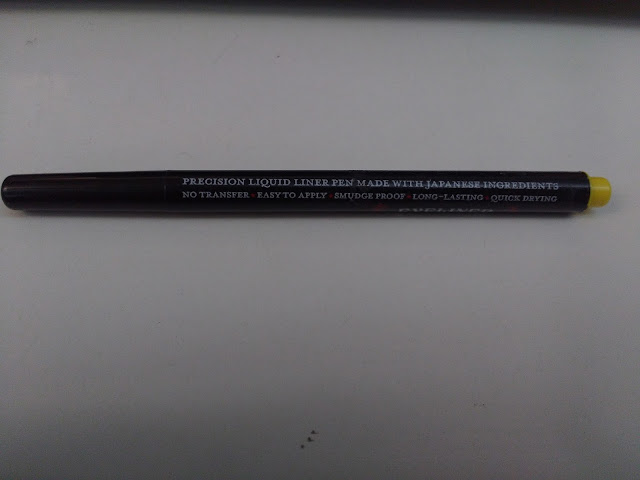 PRECISION LIQUID LINER PEN MADE WITH JAPANESE INGREDIENTS
NO TRANSFER • EASY TO APPLY • SMUDGE PROOF • LONG-LASTING • QUICK DRYING